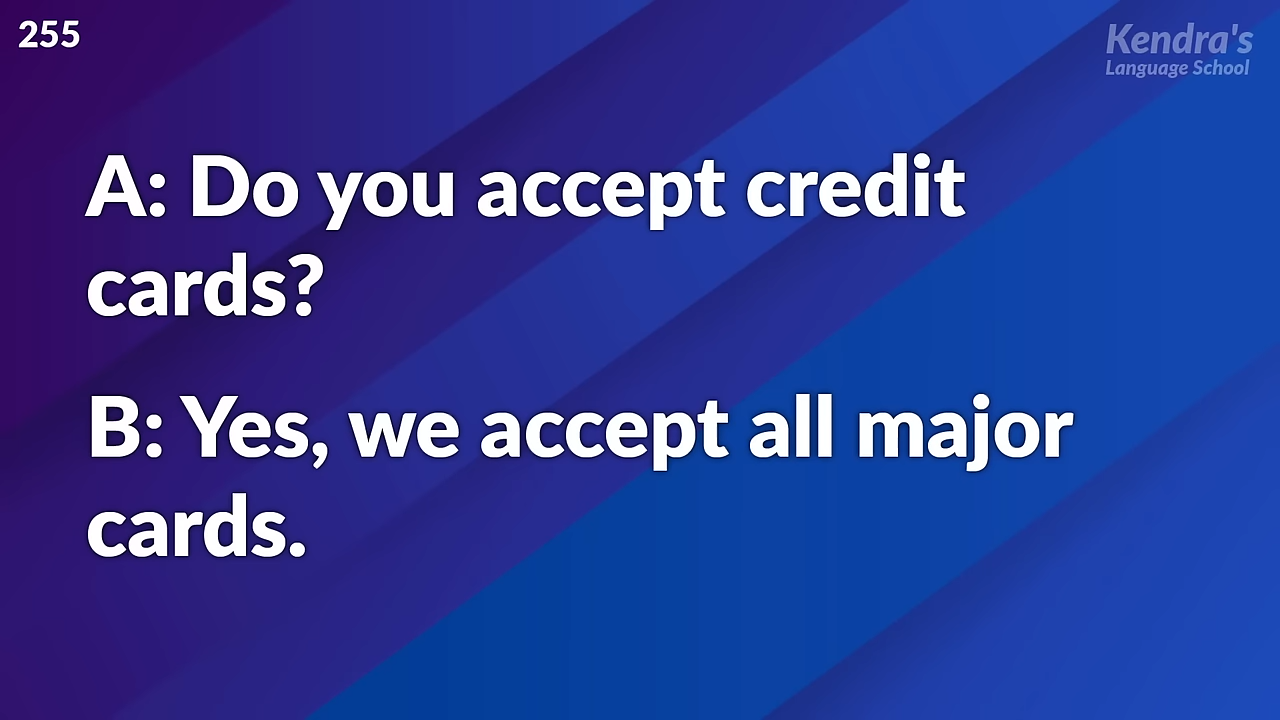 255
Kendra's
Language School
A: Do you accept credit
cards?
B: Yes, we accept all major
cards.